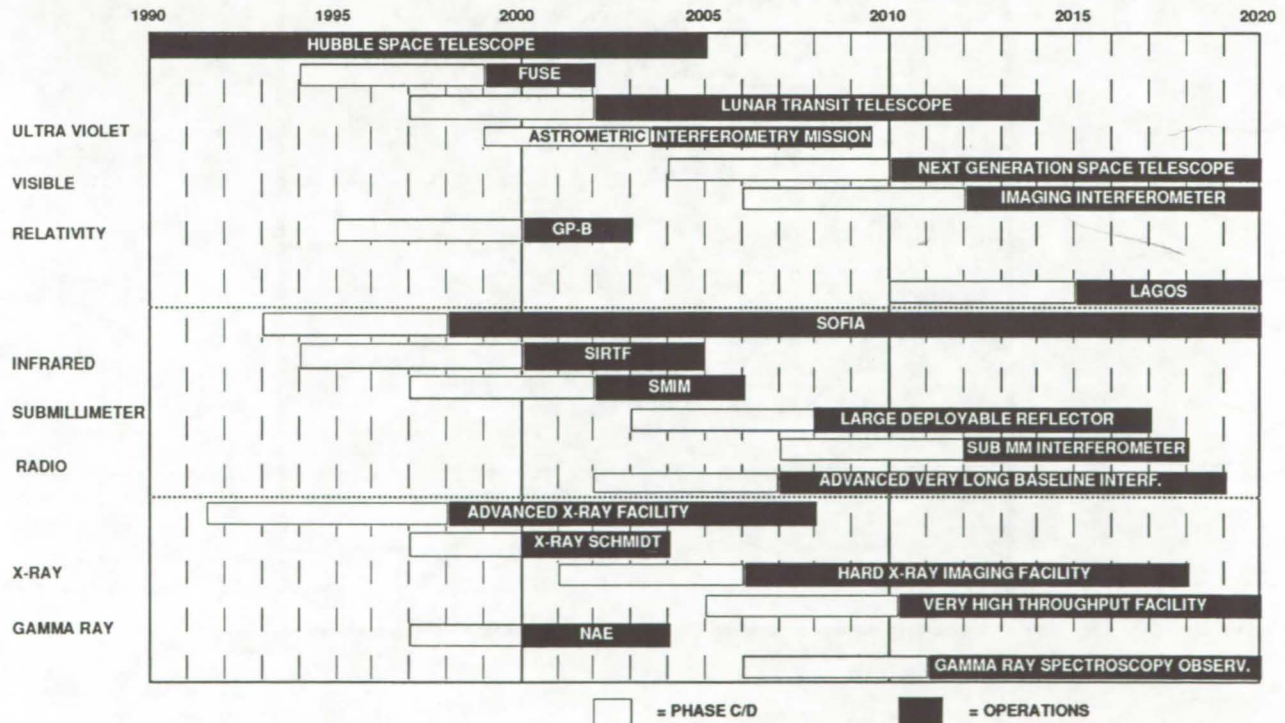 1990 1995 2000 2005 2010 2015 2020
HUBBLE SPACE TELESCOPE
FUSE
LUNAR TRANSIT TELESCOPE
ULTRA VIOLET
ASTROMETRIC INTERFEROMETRY MISSION
NEXT GENERATION SPACE TELESCOPE
VISIBLE
IMAGING INTERFEROMETER
RELATIVITY
GP-B
LAGOS
SOFIA
SIRTF
INFRARED
SMIM
SUBMILLIMETER
LARGE DEPLOYABLE REFLECTOR
SUB MM INTERFEROMETER
RADIO
ADVANCED VERY LONG BASELINE INTERF.
ADVANCED X-RAY FACILITY
X-RAY SCHMIDT
X-RAY
HARD X-RAY IMAGING FACILITY
VERY HIGH THROUGHPUT FACILITY
GAMMA RAY
NAE
GAMMA RAY SPECTROSCOPY OBSERV.
= PHASE C/D = OPERATIONS